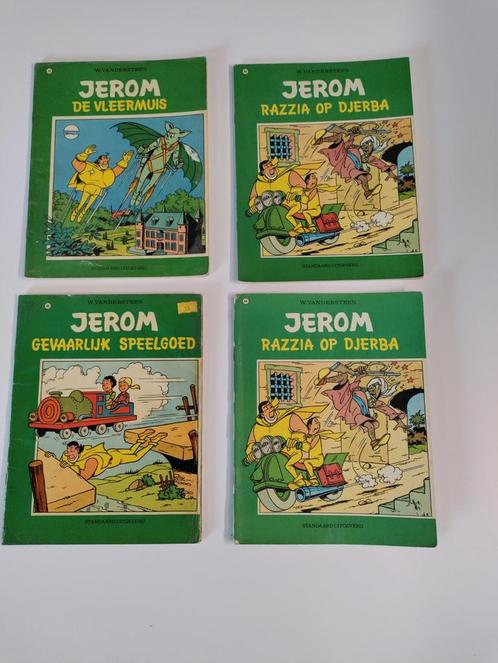 W. VANDERSTEEN
JEROM
DE VLEERMUIS
STANDAARD UITGEVERIJ
W. VANDERSTEEN
JEROM
RAZZIA OP DJERBA
STANDAARD UITGEVERIJ
W. VANDERSTEEN
JEROM
GEVAARLIJK SPEELGOED
STANDAARD UITGEVERIJ
W. VANDERSTEEN
JEROM
RAZZIA OP DJERBA
STANDAARD UITGEVERIJ